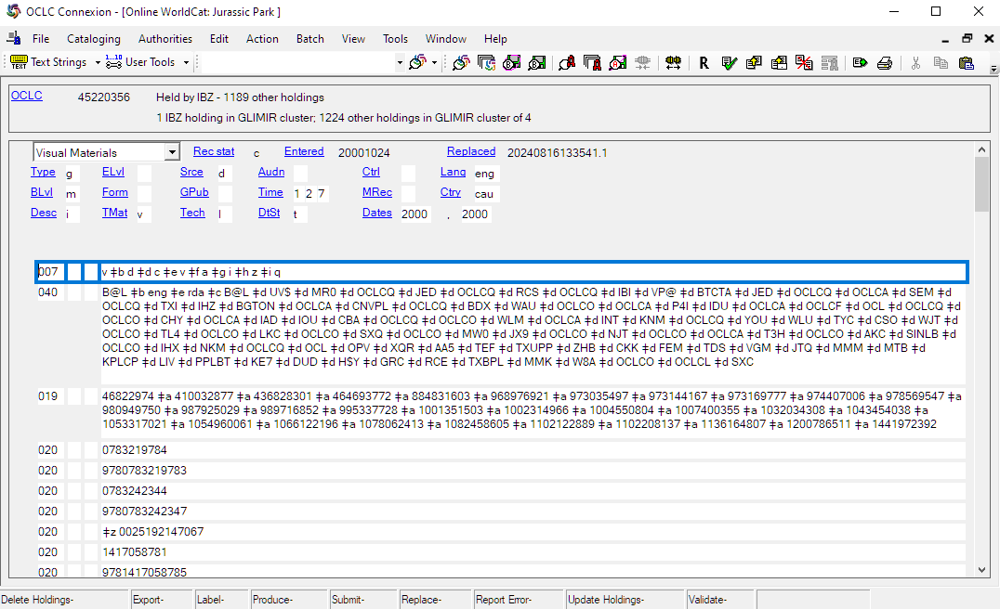 OCLC Connexion - [Online WorldCat: Jurassic Park ]
File Cataloging Authorities Edit Action Batch View Tools Window Help
TEXT Text Strings User Tools R
OCLC 45220356 Held by IBZ - 1189 other holdings
1 IBZ holding in GLIMIR cluster; 1224 other holdings in GLIMIR cluster of 4
Visual Materials Rec stat c Entered 20001024 Replaced 20240816133541.1
Type g ELvl Srce d Audn Ctrl Lang eng
BLvl m Form GPub Time 1 2 7 MRec Ctry cau
Desc i TMat v Tech l DtSt t Dates 2000 , 2000
007 v ‡b d ‡d c ‡e v ‡f a ‡g i ‡h z ‡i q
040 B@L ‡b eng ‡e rda ‡c B@L ‡d UV$ ‡d MR0 ‡d OCLCQ ‡d JED ‡d OCLCQ ‡d RCS ‡d OCLCQ ‡d IBI ‡d VP@ ‡d BTCTA ‡d JED ‡d OCLCQ ‡d OCLCA ‡d SEM ‡d
OCLCQ ‡d TXI ‡d IHZ ‡d BGTON ‡d OCLCA ‡d CNVPL ‡d OCLCQ ‡d BDX ‡d WAU ‡d OCLCO ‡d OCLCA ‡d P4I ‡d IDU ‡d OCLCA ‡d OCLCF ‡d OCL ‡d OCLCQ ‡d
OCLCO ‡d CHY ‡d OCLCA ‡d IAD ‡d IOU ‡d CBA ‡d OCLCQ ‡d OCLCO ‡d WLM ‡d OCLCA ‡d INT ‡d KNM ‡d OCLCQ ‡d YOU ‡d WLU ‡d TYC ‡d CSO ‡d WJT ‡d
OCLCO ‡d TL4 ‡d OCLCO ‡d LKC ‡d OCLCO ‡d SXQ ‡d OCLCO ‡d MW0 ‡d JX9 ‡d OCLCO ‡d NJT ‡d OCLCO ‡d OCLCA ‡d T3H ‡d OCLCO ‡d AKC ‡d SINLB ‡d
OCLCO ‡d IHX ‡d NKM ‡d OCLCQ ‡d OCL ‡d OPV ‡d XQR ‡d AA5 ‡d TEF ‡d TXUPP ‡d ZHB ‡d CKK ‡d FEM ‡d TDS ‡d VGM ‡d JTQ ‡d MMM ‡d MTB ‡d
KPLCP ‡d LIV ‡d PPLBT ‡d KE7 ‡d DUD ‡d H$Y ‡d GRC ‡d RCE ‡d TXBPL ‡d MMK ‡d W8A ‡d OCLCO ‡d OCLCL ‡d SXC
019 46822974 ‡a 410032877 ‡a 436828301 ‡a 464693772 ‡a 884831603 ‡a 968976921 ‡a 973035497 ‡a 973144167 ‡a 973169777 ‡a 974407006 ‡a 978569547 ‡a
980949750 ‡a 987925029 ‡a 989716852 ‡a 995337728 ‡a 1001351503 ‡a 1002314966 ‡a 1004550804 ‡a 1007400355 ‡a 1032034308 ‡a 1043454038 ‡a
1053317021 ‡a 1054960061 ‡a 1066122196 ‡a 1078062413 ‡a 1082458605 ‡a 1102122889 ‡a 1102208137 ‡a 1136164807 ‡a 1200786511 ‡a 1441972392
020 0783219784
020 9780783219783
020 0783242344
020 9780783242347
020 ‡z 0025192147067
020 1417058781
020 9781417058785
Delete Holdings- Export- Label- Produce- Submit- Replace- Report Error- Update Holdings- Validate-